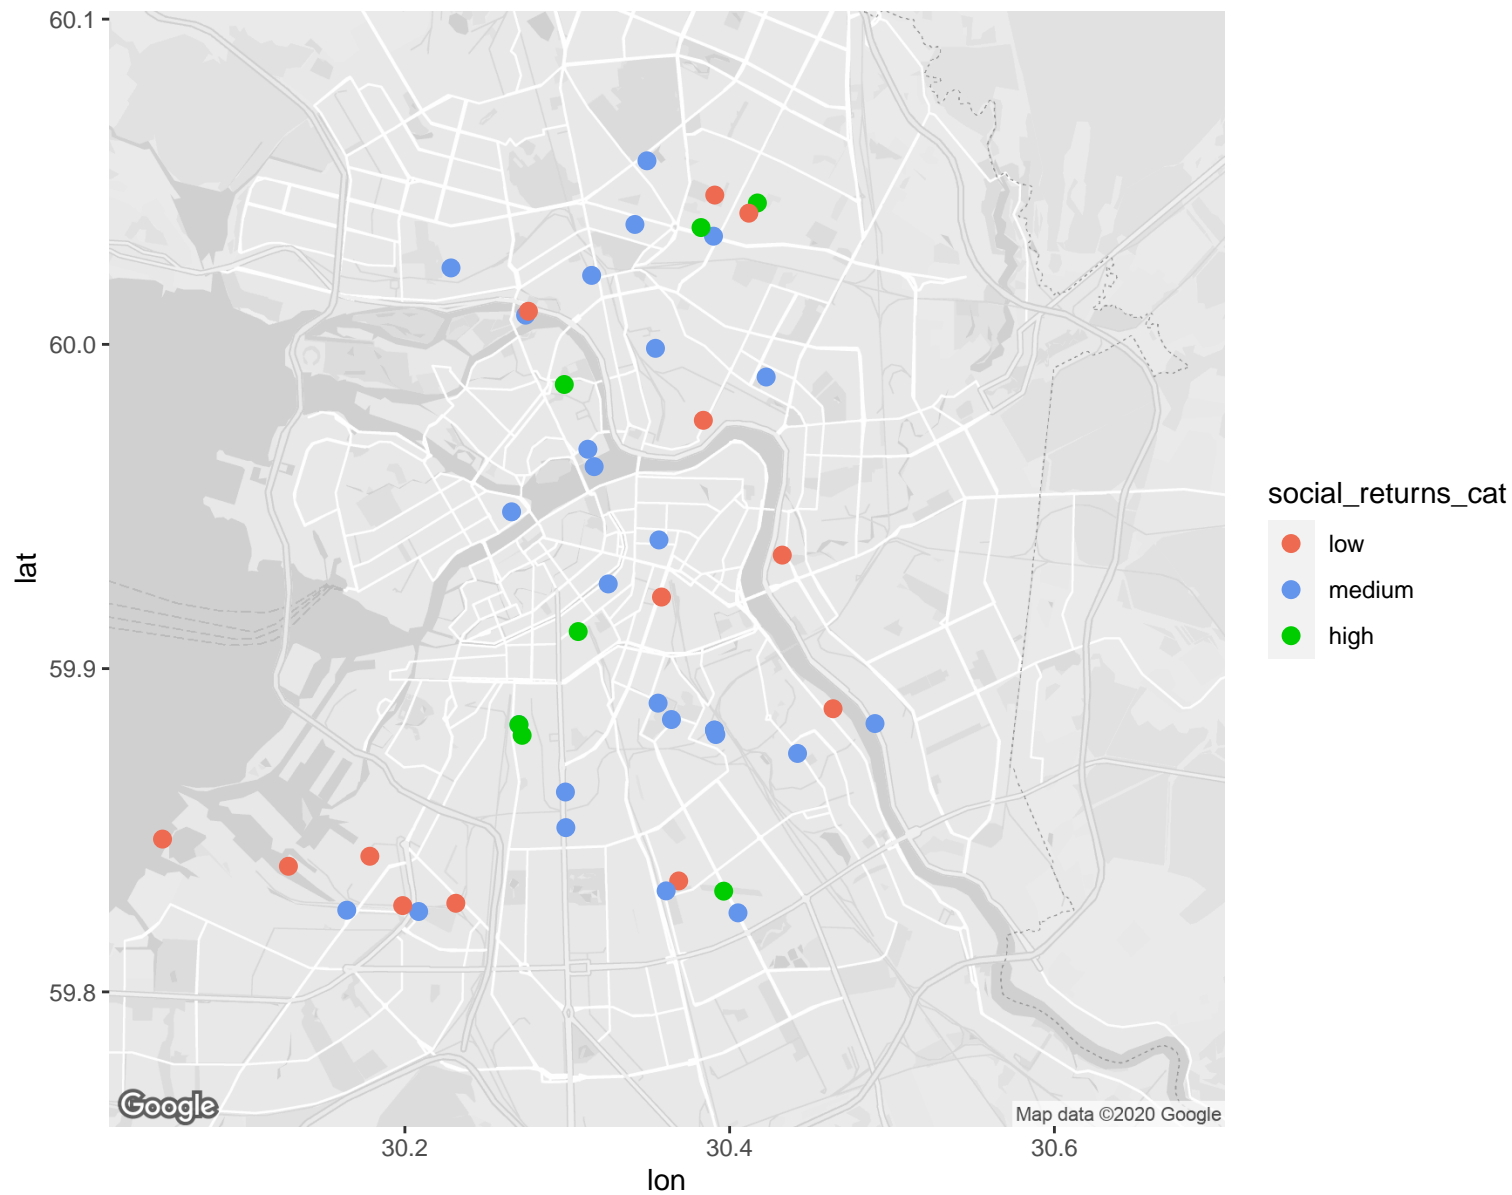 60.1
60.0
59.9
59.8
lat
30.2
30.4
30.6
lon
social_returns_cat
low
medium
high
Google
Map data ©2020 Google